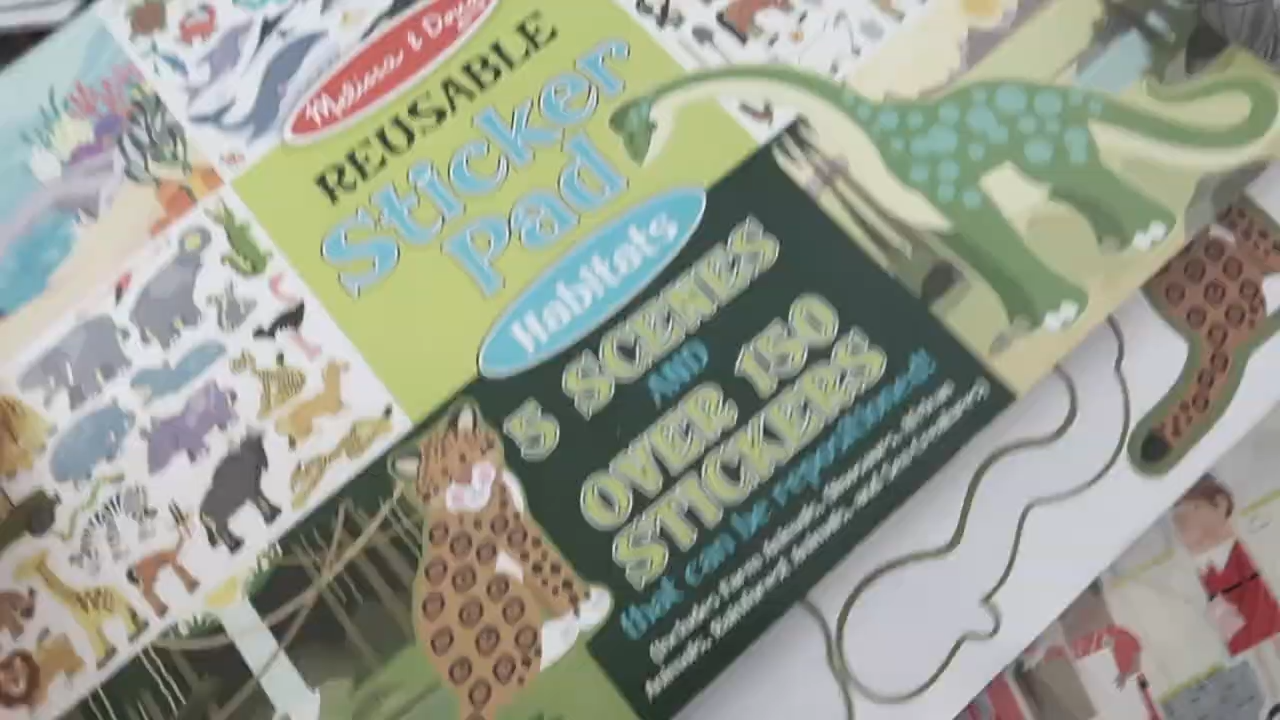 Melissa & Doug
REUSABLE
Sticker
Pad
Habitats
5 SCENES
AND
OVER 150
STICKERS
that can be repositioned!